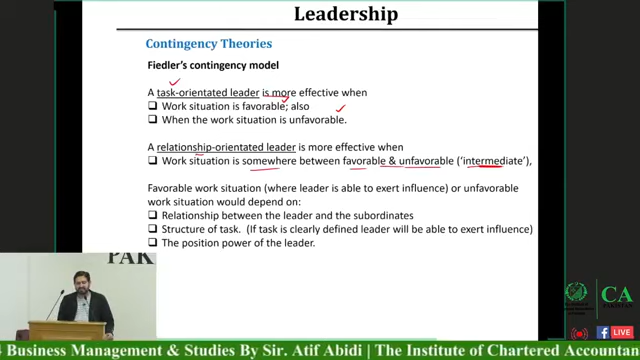 Leadership
Contingency Theories
Fiedler's contingency model
A task-orientated leader is more effective when
Work situation is favorable; also
When the work situation is unfavorable.
A relationship-orientated leader is more effective when
Work situation is somewhere between favorable & unfavorable ('intermediate'),
Favorable work situation (where leader is able to exert influence) or unfavorable
work situation would depend on:
Relationship between the leader and the subordinates
Structure of task. (If task is clearly defined leader will be able to exert influence)
The position power of the leader.
PAK
CA
PAKISTAN
LIVE
4 Business Management & Studies By Sir. Atif Abidi | The Institute of Chartered Accountan